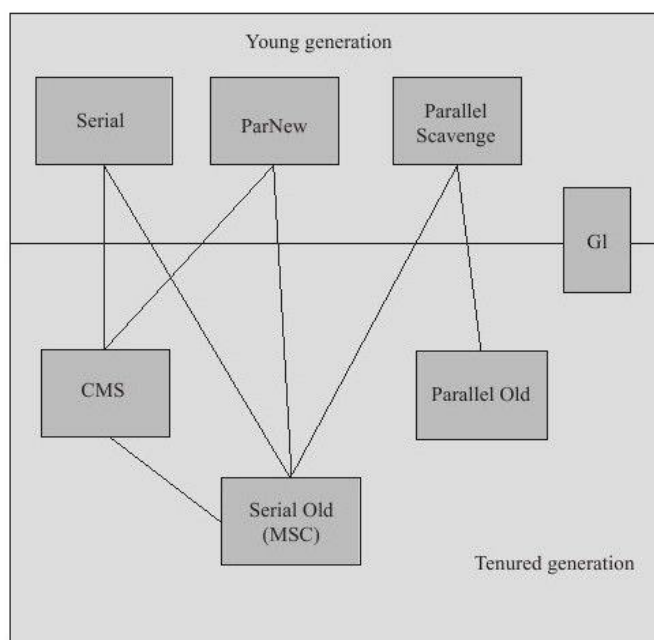 Young generation
Serial
ParNew
Parallel
Scavenge
Gl
CMS
Parallel Old
Serial Old
(MSC)
Tenured generation